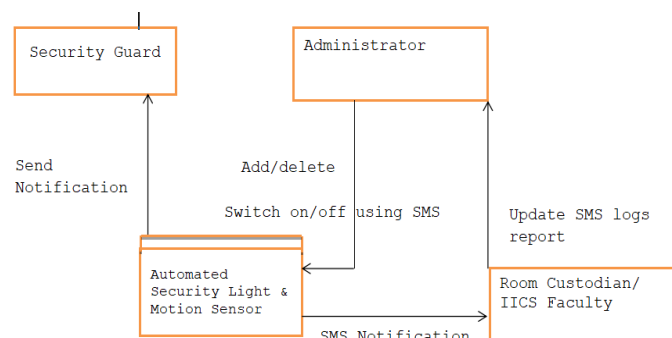 Security Guard
Administrator
Send
Notification
Add/delete
Switch on/off using SMS
Update SMS logs
report
Automated
Security Light &
Motion Sensor
Room Custodian/
IICS Faculty
SMS Notification